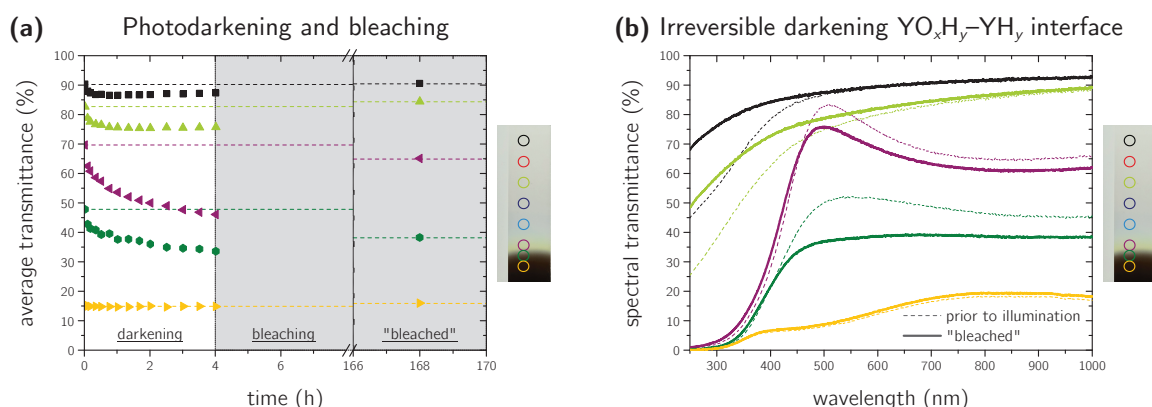 (a) Photodarkening and bleaching
100
90
80
70
60
50
40
30
20
10
0
average transmittance (%)
darkening
bleaching
"bleached"
0 2 4 6 166 168 170
time (h)
(b) Irreversible darkening YOxHy–YHy interface
100
90
80
70
60
50
40
30
20
10
0
spectral transmittance (%)
prior to illumination
"bleached"
300 400 500 600 700 800 900 1000
wavelength (nm)